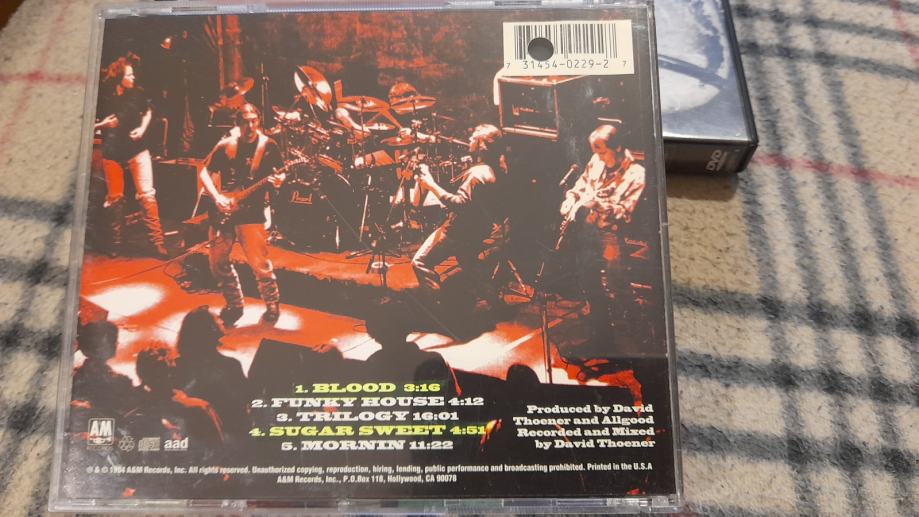 7 31454-0229-2 7
Pearl
DVD
1. BLOOD 3:16
2. FUNKY HOUSE 4:12
3. TRILOGY 16:01
4. SUGAR SWEET 4:51
5. MORNIN 11:22
Produced by David
Thoener and Allgood
Recorded and Mixed
by David Thoener
A&M
RECORDS
aad
℗ & © 1994 A&M Records, Inc. All rights reserved. Unauthorized copying, reproduction, hiring, lending, public performance and broadcasting prohibited. Printed in the U.S.A
A&M Records, Inc., P.O.Box 118, Hollywood, CA 90078